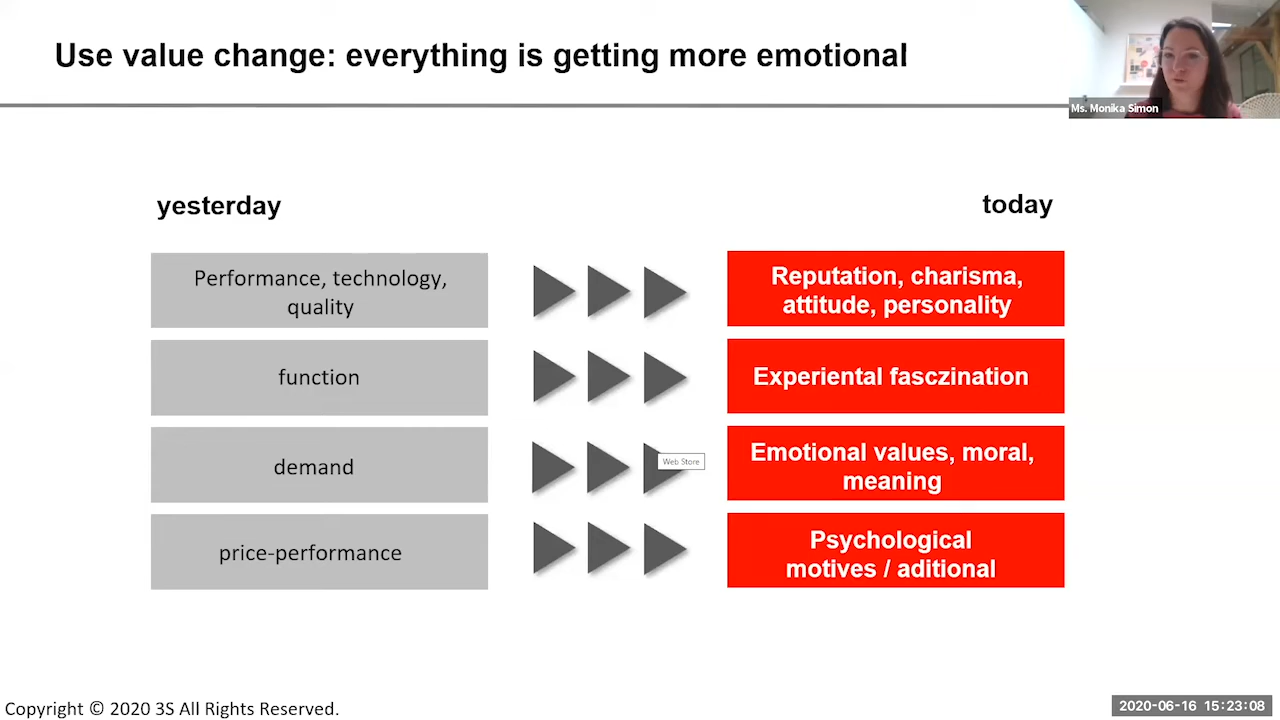 Use value change: everything is getting more emotional
Ms. Monika Simon
yesterday
today
Performance, technology,
quality
Reputation, charisma,
attitude, personality
function
Experiental fasczination
demand
Web Store
Emotional values, moral,
meaning
price-performance
Psychological
motives / aditional
Copyright © 2020 3S All Rights Reserved.
2020-06-16 15:23:08